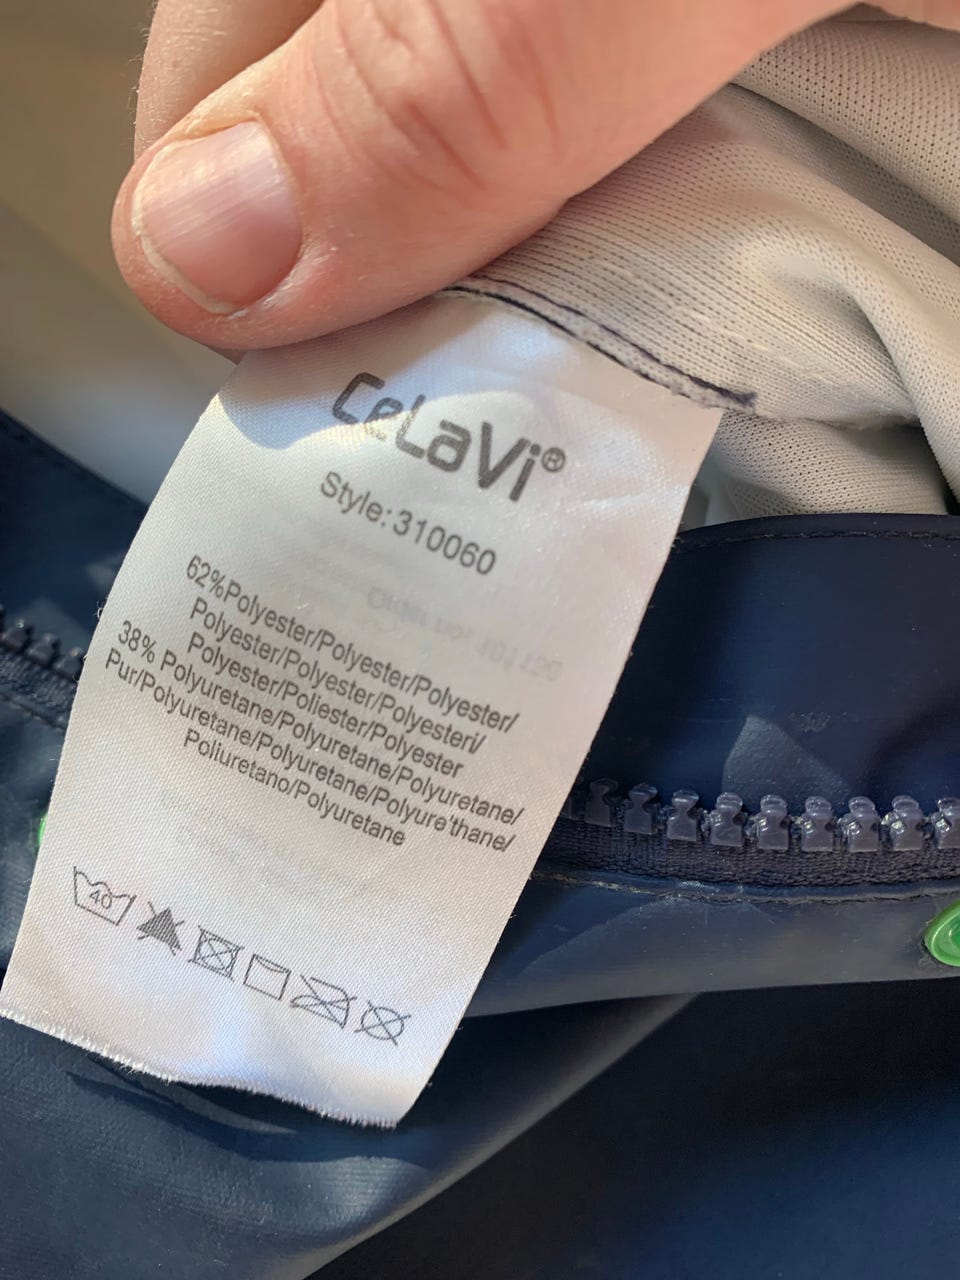 CeLaVi®
Style: 310060
62%Polyester/Polyester/Polyester/
Polyester/Polyester/Polyesteri/
Polyester/Poliester/Polyester
38% Polyuretane/Polyuretane/Polyuretane/
Pur/Polyuretane/Polyuretane/Polyure'thane/
Poliuretano/Polyuretane
40